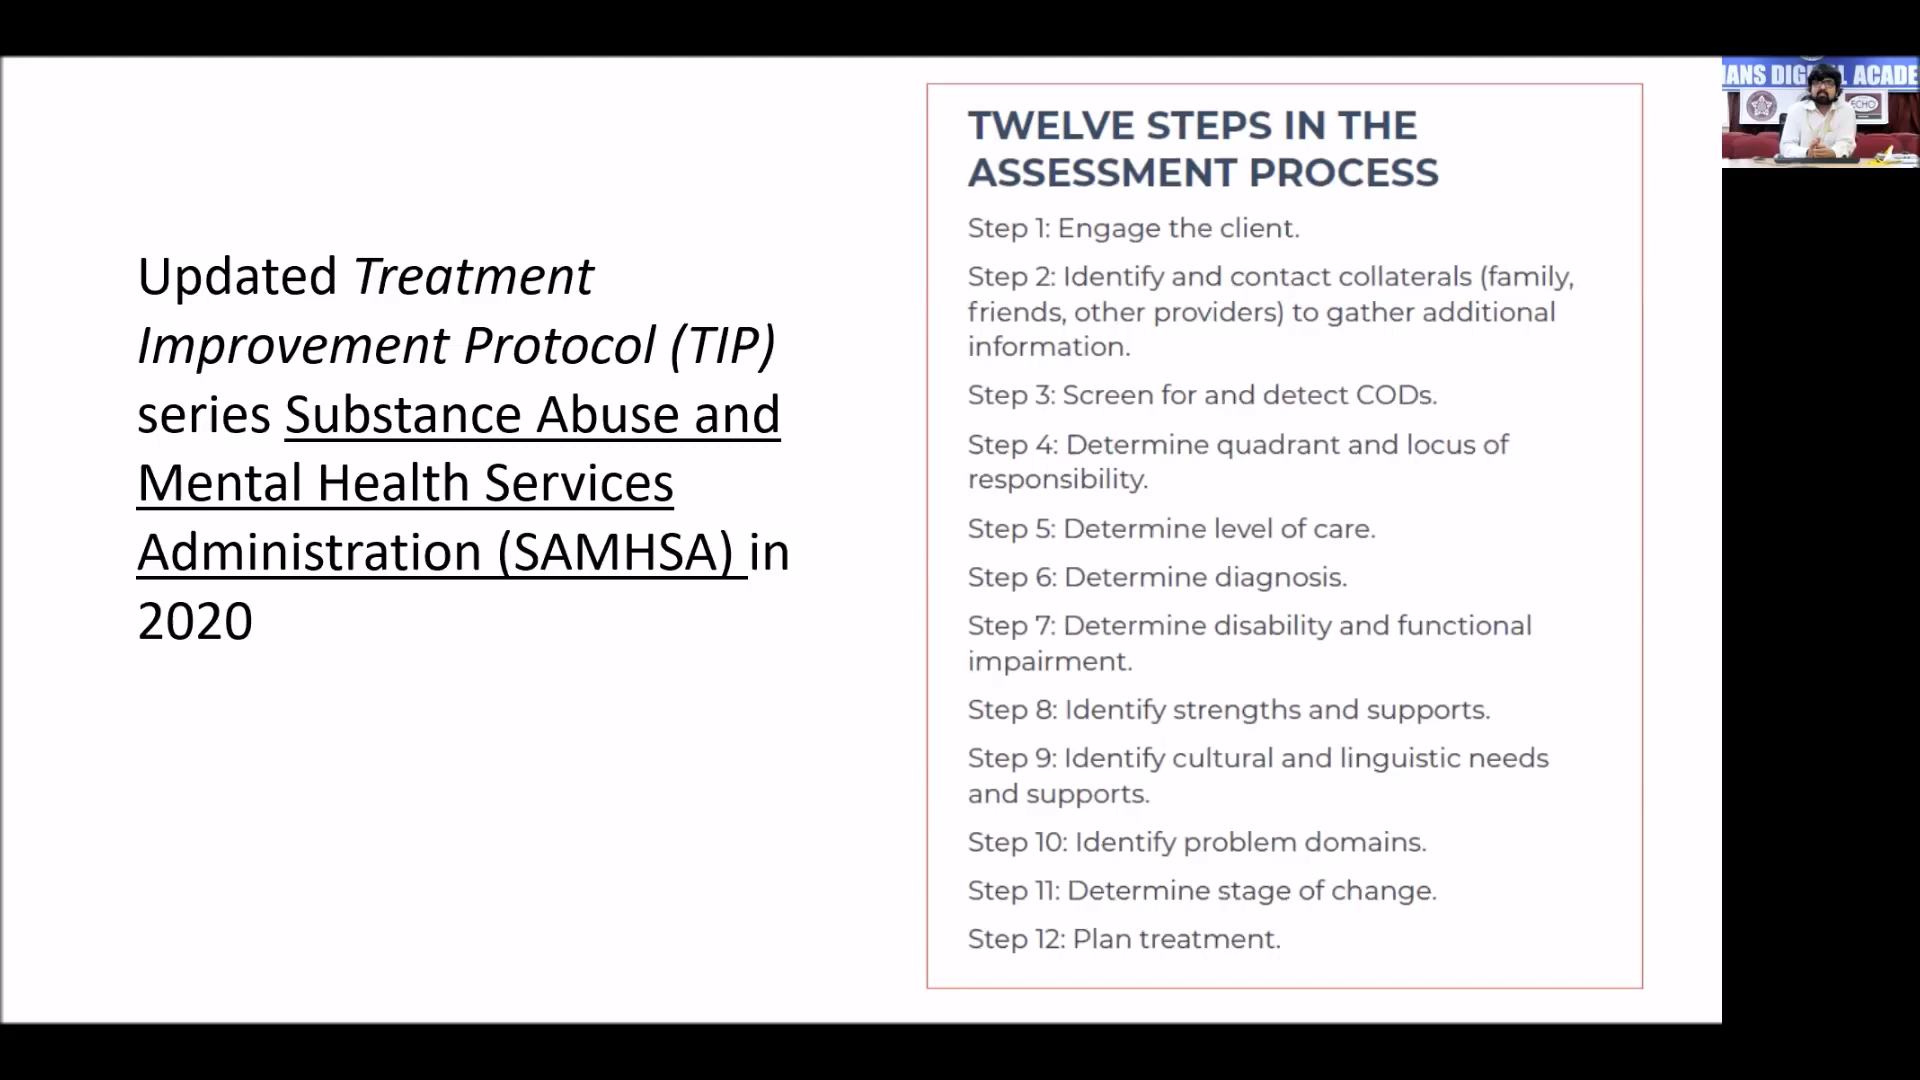 Updated Treatment
Improvement Protocol (TIP)
series Substance Abuse and
Mental Health Services
Administration (SAMHSA) in
2020
TWELVE STEPS IN THE
ASSESSMENT PROCESS
Step 1: Engage the client.
Step 2: Identify and contact collaterals (family,
friends, other providers) to gather additional
information.
Step 3: Screen for and detect CODs.
Step 4: Determine quadrant and locus of
responsibility.
Step 5: Determine level of care.
Step 6: Determine diagnosis.
Step 7: Determine disability and functional
impairment.
Step 8: Identify strengths and supports.
Step 9: Identify cultural and linguistic needs
and supports.
Step 10: Identify problem domains.
Step 11: Determine stage of change.
Step 12: Plan treatment.
ECHO